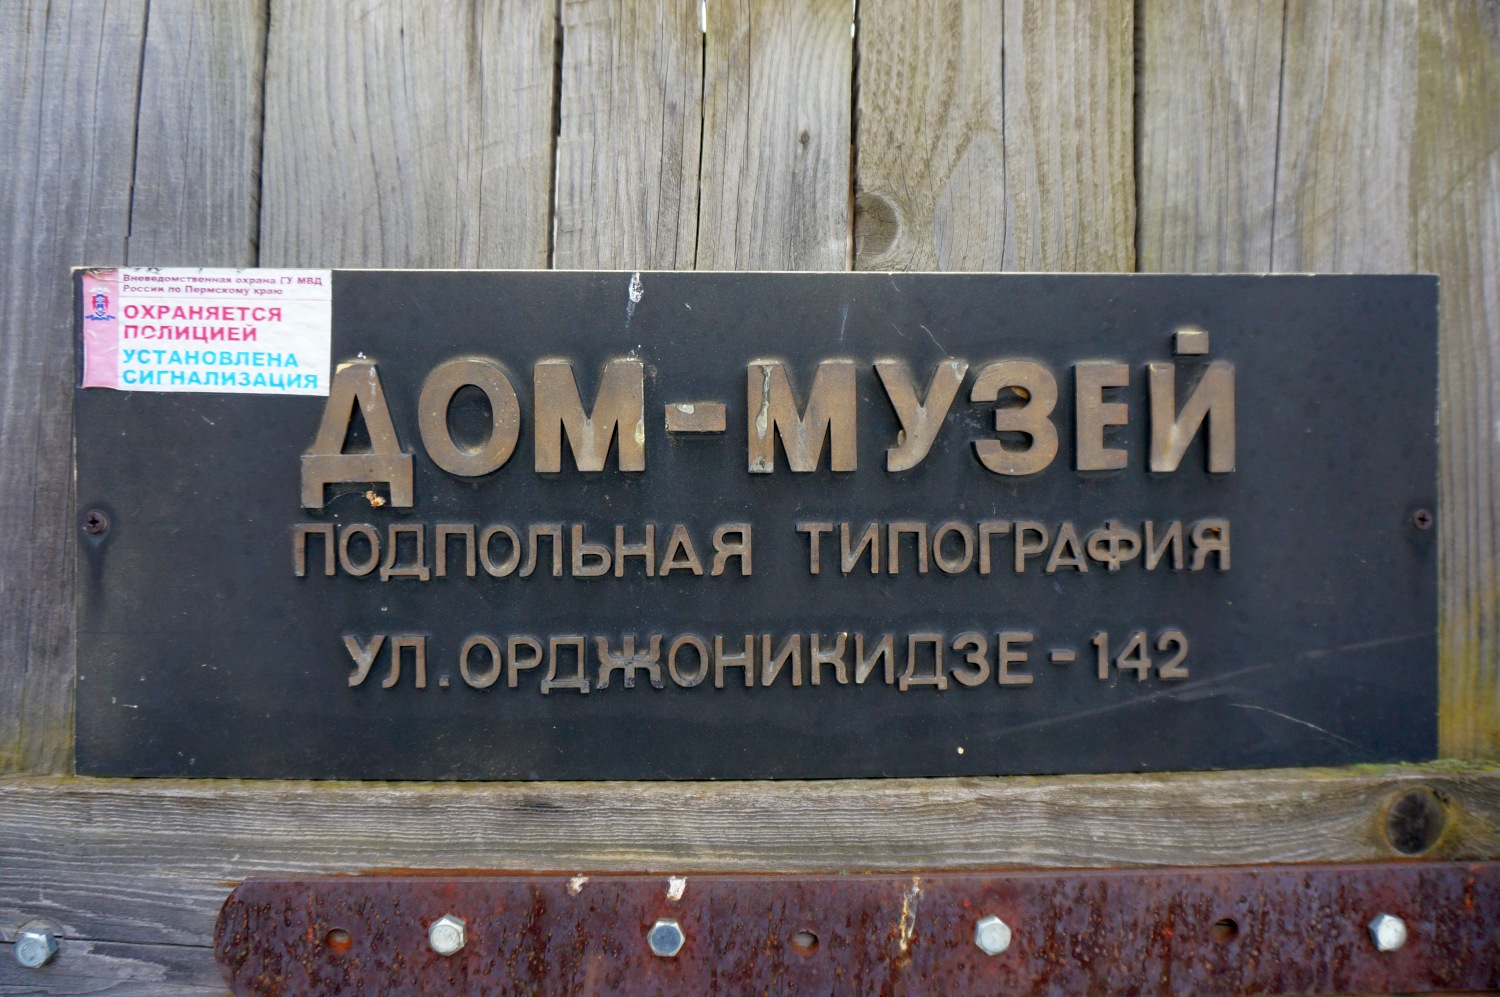 Вневедомственная охрана ГУ МВД
России по Пермскому краю
ОХРАНЯЕТСЯ
ПОЛИЦИЕЙ
УСТАНОВЛЕНА
СИГНАЛИЗАЦИЯ
ДОМ-МУЗЕЙ
ПОДПОЛЬНАЯ ТИПОГРАФИЯ
УЛ.ОРДЖОНИКИДЗЕ-142